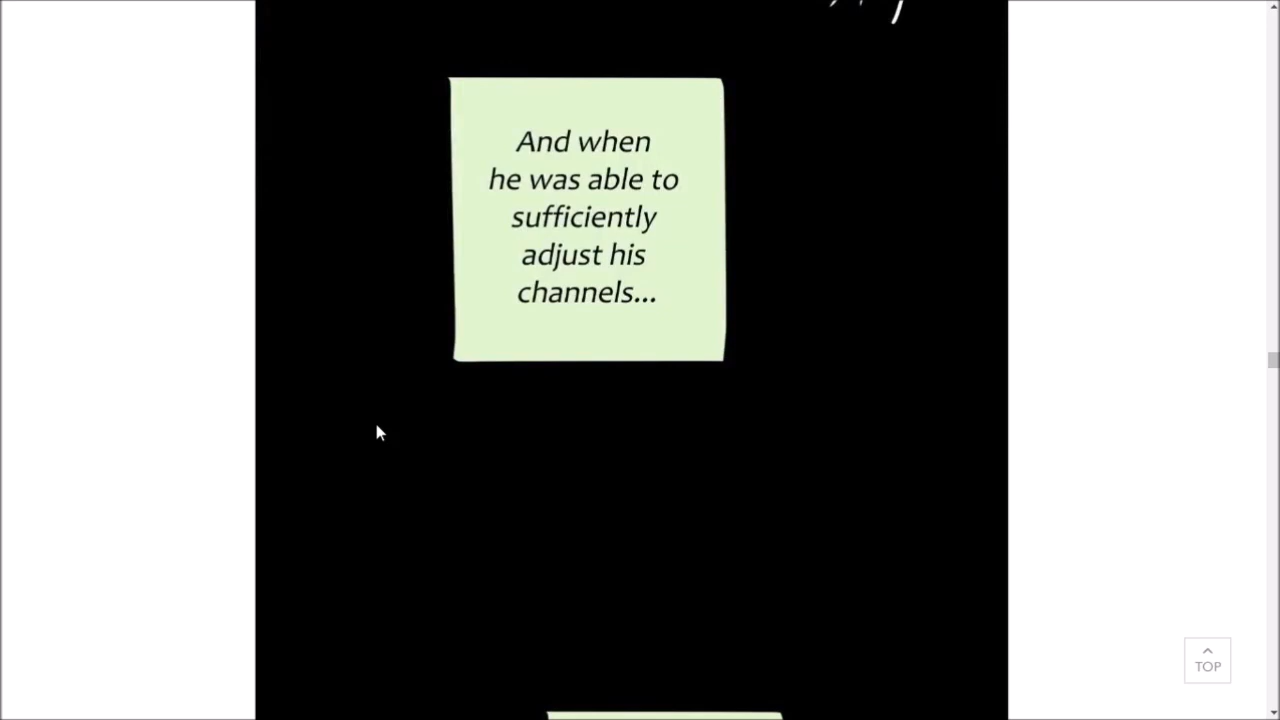 And when
he was able to
sufficiently
adjust his
channels...
TOP